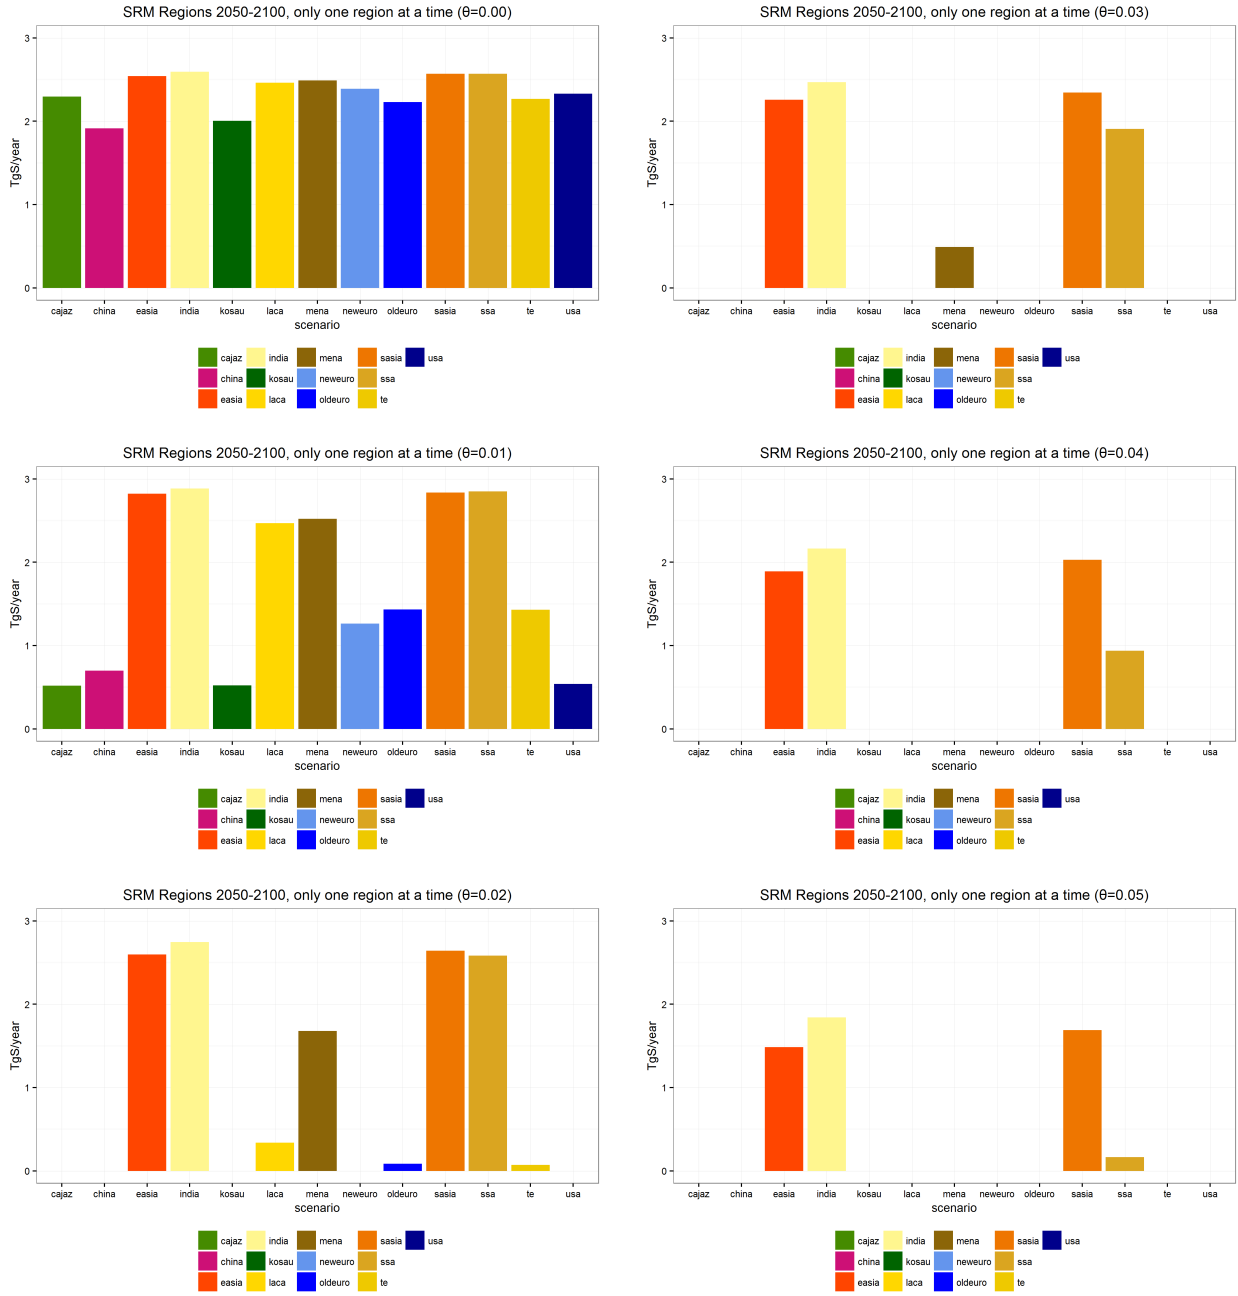 SRM Regions 2050-2100, only one region at a time (θ=0.00)
TgS/year
3
2
1
0
cajaz china easia india kosau laca mena neweuro oldeuro sasia ssa te usa
scenario
cajaz india mena sasia usa
china kosau neweuro ssa
easia laca oldeuro te
SRM Regions 2050-2100, only one region at a time (θ=0.03)
TgS/year
3
2
1
0
cajaz china easia india kosau laca mena neweuro oldeuro sasia ssa te usa
scenario
cajaz india mena sasia usa
china kosau neweuro ssa
easia laca oldeuro te
SRM Regions 2050-2100, only one region at a time (θ=0.01)
TgS/year
3
2
1
0
cajaz china easia india kosau laca mena neweuro oldeuro sasia ssa te usa
scenario
cajaz india mena sasia usa
china kosau neweuro ssa
easia laca oldeuro te
SRM Regions 2050-2100, only one region at a time (θ=0.04)
TgS/year
3
2
1
0
cajaz china easia india kosau laca mena neweuro oldeuro sasia ssa te usa
scenario
cajaz india mena sasia usa
china kosau neweuro ssa
easia laca oldeuro te
SRM Regions 2050-2100, only one region at a time (θ=0.02)
TgS/year
3
2
1
0
cajaz china easia india kosau laca mena neweuro oldeuro sasia ssa te usa
scenario
cajaz india mena sasia usa
china kosau neweuro ssa
easia laca oldeuro te
SRM Regions 2050-2100, only one region at a time (θ=0.05)
TgS/year
3
2
1
0
cajaz china easia india kosau laca mena neweuro oldeuro sasia ssa te usa
scenario
cajaz india mena sasia usa
china kosau neweuro ssa
easia laca oldeuro te